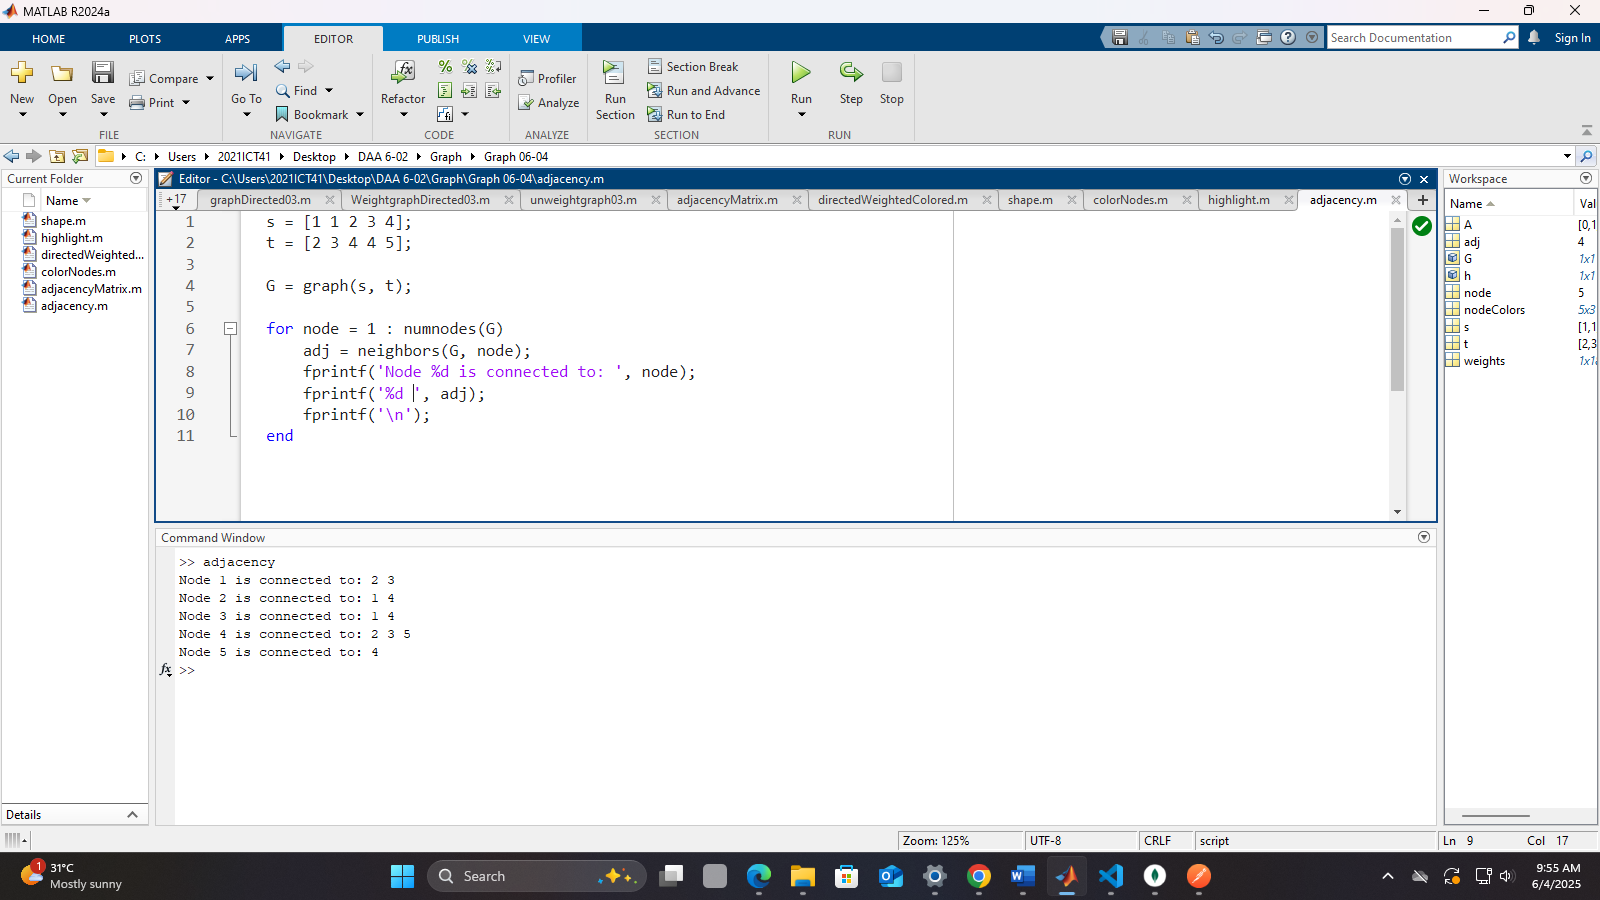 MATLAB R2024a
HOME PLOTS APPS EDITOR PUBLISH VIEW
Search Documentation
Sign In
New Open Save Compare Print
FILE
Go To Find Bookmark
NAVIGATE
Refactor
CODE
Profiler
Analyze
ANALYZE
Run Section
Section Break
Run and Advance
Run to End
SECTION
Run Step Stop
RUN
C: Users 2021ICT41 Desktop DAA 6-02 Graph Graph 06-04
Current Folder
Name
shape.m
highlight.m
directedWeighted...
colorNodes.m
adjacencyMatrix.m
adjacency.m
Details
Editor - C:\Users\2021ICT41\Desktop\DAA 6-02\Graph\Graph 06-04\adjacency.m
+17 graphDirected03.m WeightgraphDirected03.m unweightgraph03.m adjacencyMatrix.m directedWeightedColored.m shape.m colorNodes.m highlight.m adjacency.m
1 s = [1 1 2 3 4];
2 t = [2 3 4 4 5];
3
4 G = graph(s, t);
5
6 for node = 1 : numnodes(G)
7 adj = neighbors(G, node);
8 fprintf('Node %d is connected to: ', node);
9 fprintf('%d ', adj);
10 fprintf('\n');
11 end
Command Window
>> adjacency
Node 1 is connected to: 2 3
Node 2 is connected to: 1 4
Node 3 is connected to: 1 4
Node 4 is connected to: 2 3 5
Node 5 is connected to: 4
fx >>
Workspace
Name Val
A [0,1
adj 4
G 1x1
h 1x1
node 5
nodeColors 5x3
s [1,1
t [2,3
weights 1x1
Zoom: 125% UTF-8 CRLF script Ln 9 Col 17
1
31°C
Mostly sunny
Search
9:55 AM
6/4/2025